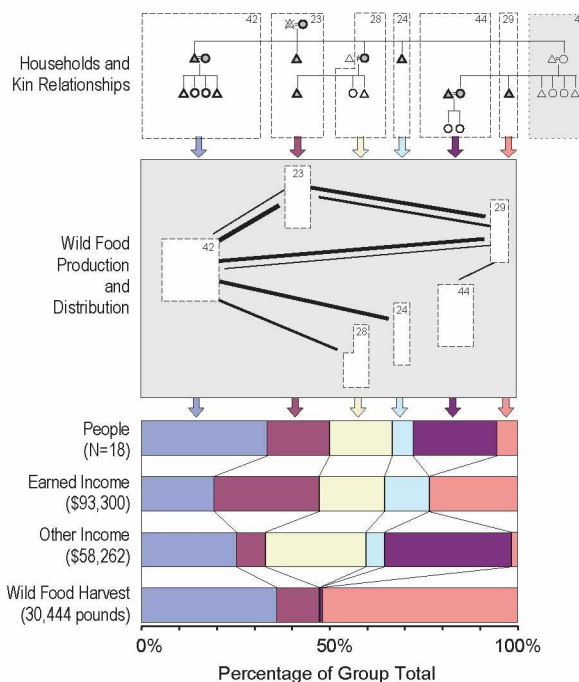 42
23
28
24
44
29
4
Households and
Kin Relationships
23
29
42
Wild Food
Production
and
Distribution
44
24
28
People
(N=18)
Earned Income
($93,300)
Other Income
($58,262)
Wild Food Harvest
(30,444 pounds)
0%
50%
100%
Percentage of Group Total